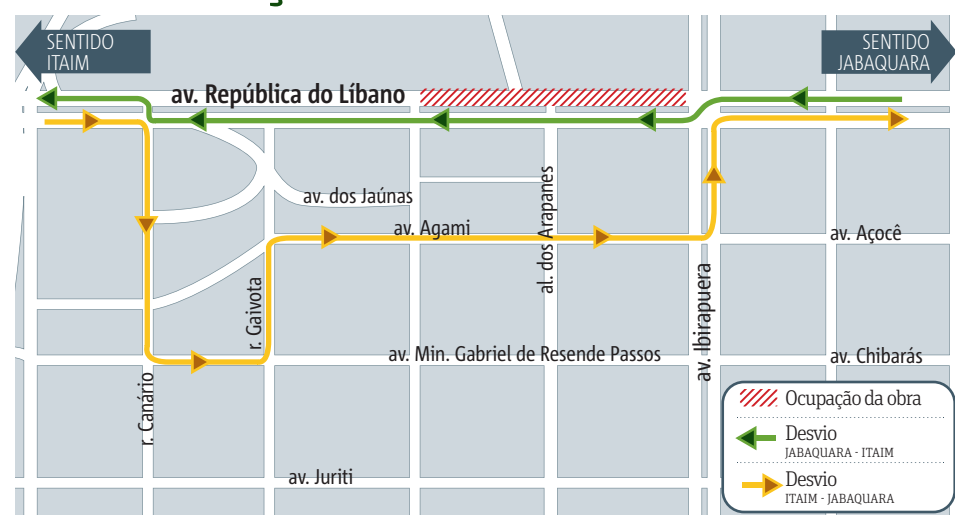 SENTIDO
ITAIM
SENTIDO
JABAQUARA
av. República do Líbano
av. dos Jaúnas
al. dos Arapanes
av. Agami
av. Açocê
r. Gaivota
av. Ibirapuera
av. Min. Gabriel de Resende Passos
av. Chibarás
r. Canário
av. Juriti
Ocupação da obra
Desvio
JABAQUARA - ITAIM
Desvio
ITAIM - JABAQUARA